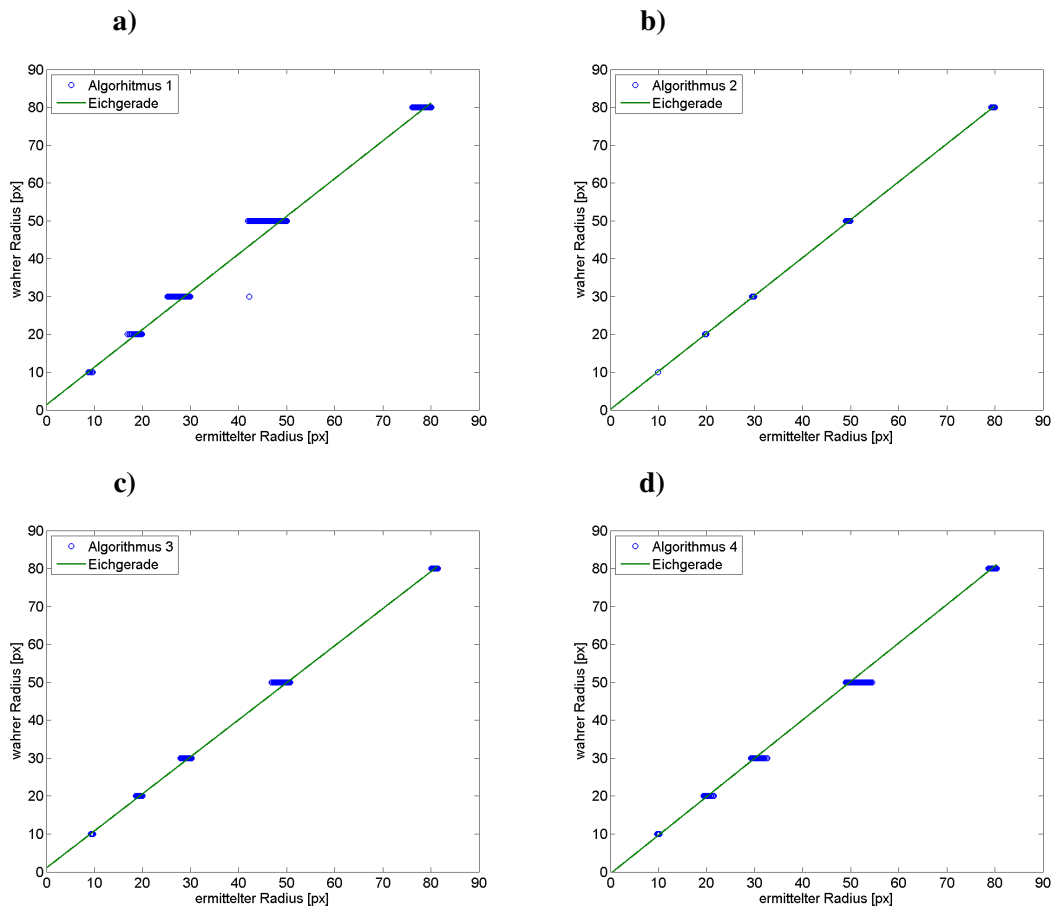 a)
90
80
70
60
50
40
30
20
10
0
wahrer Radius [px]
Algorhitmus 1
Eichgerade
0 10 20 30 40 50 60 70 80 90
ermittelter Radius [px]
b)
90
80
70
60
50
40
30
20
10
0
wahrer Radius [px]
Algorithmus 2
Eichgerade
0 10 20 30 40 50 60 70 80 90
ermittelter Radius [px]
c)
90
80
70
60
50
40
30
20
10
0
wahrer Radius [px]
Algorithmus 3
Eichgerade
0 10 20 30 40 50 60 70 80 90
ermittelter Radius [px]
d)
90
80
70
60
50
40
30
20
10
0
wahrer Radius [px]
Algorithmus 4
Eichgerade
0 10 20 30 40 50 60 70 80 90
ermittelter Radius [px]